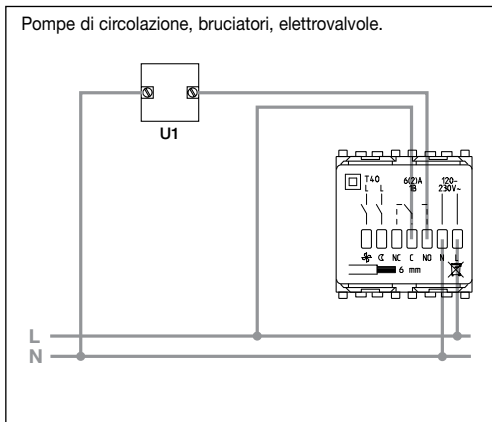 Pompe di circolazione, bruciatori, elettrovalvole.
U1
T40 6(2)A 120-
L L 1B 230V~
NC C NO N L
6 mm
L
N